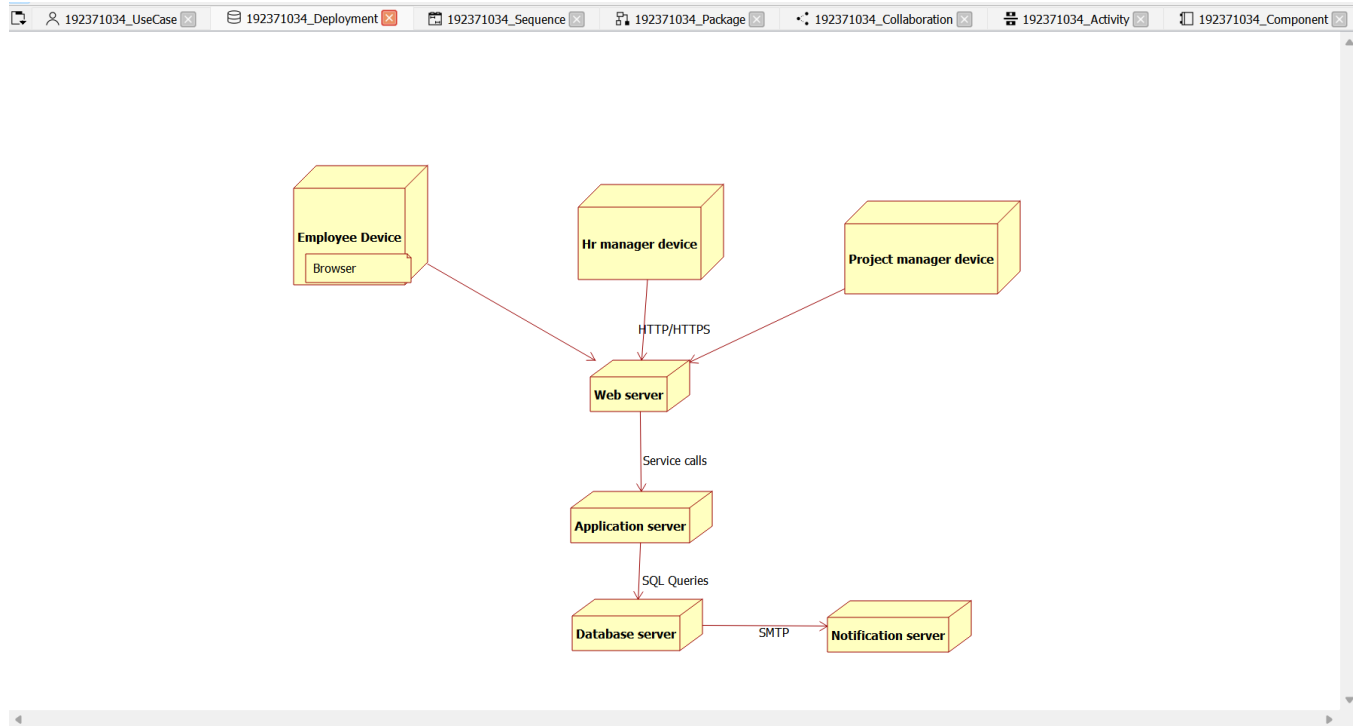 192371034_UseCase
192371034_Deployment
192371034_Sequence
192371034_Package
192371034_Collaboration
192371034_Activity
192371034_Component
Employee Device
Browser
Hr manager device
Project manager device
HTTP/HTTPS
Web server
Service calls
Application server
SQL Queries
Database server
SMTP
Notification server